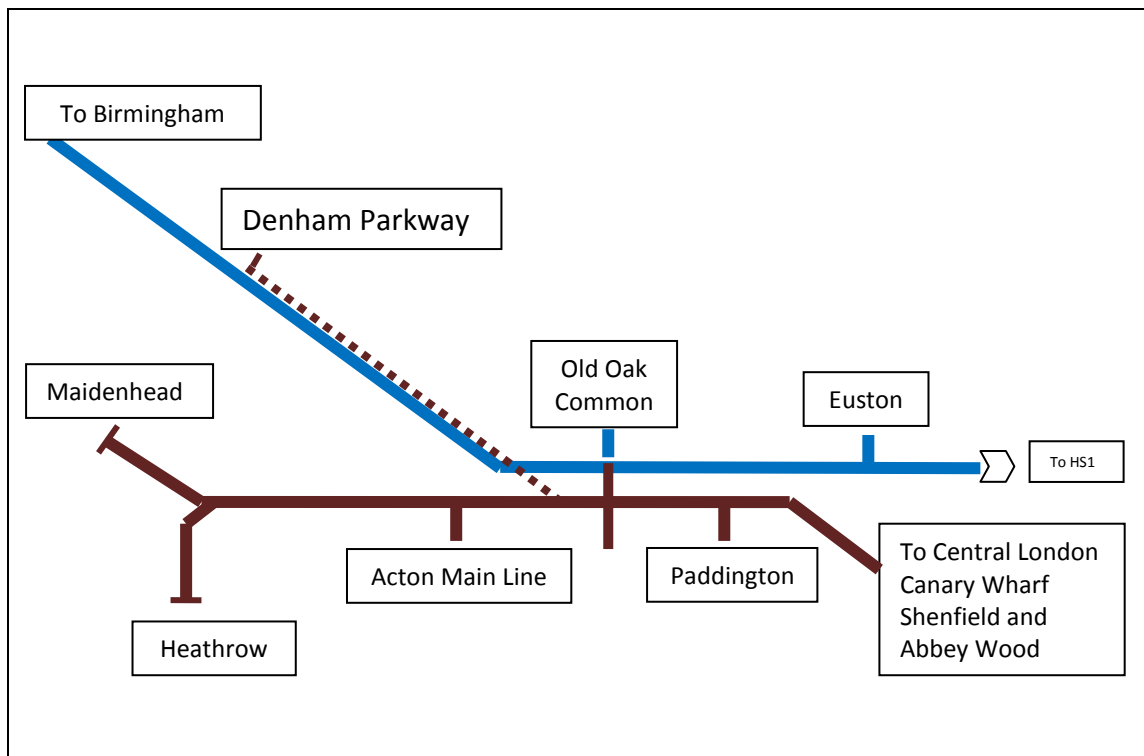 To Birmingham
Denham Parkway
Maidenhead
Old Oak
Common
Euston
To HS1
Acton Main Line
Paddington
Heathrow
To Central London
Canary Wharf
Shenfield and
Abbey Wood